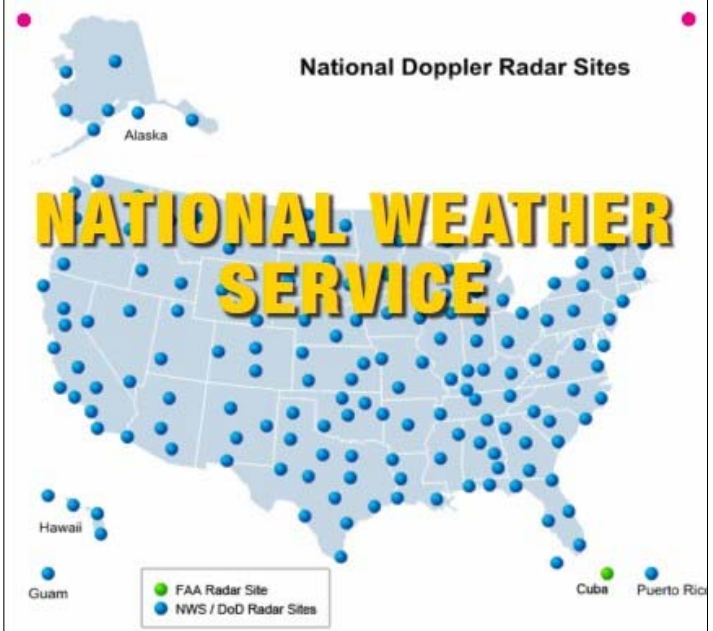 National Doppler Radar Sites
Alaska
NATIONAL WEATHER
SERVICE
Hawaii
Guam
FAA Radar Site
NWS / DoD Radar Sites
Cuba
Puerto Rico